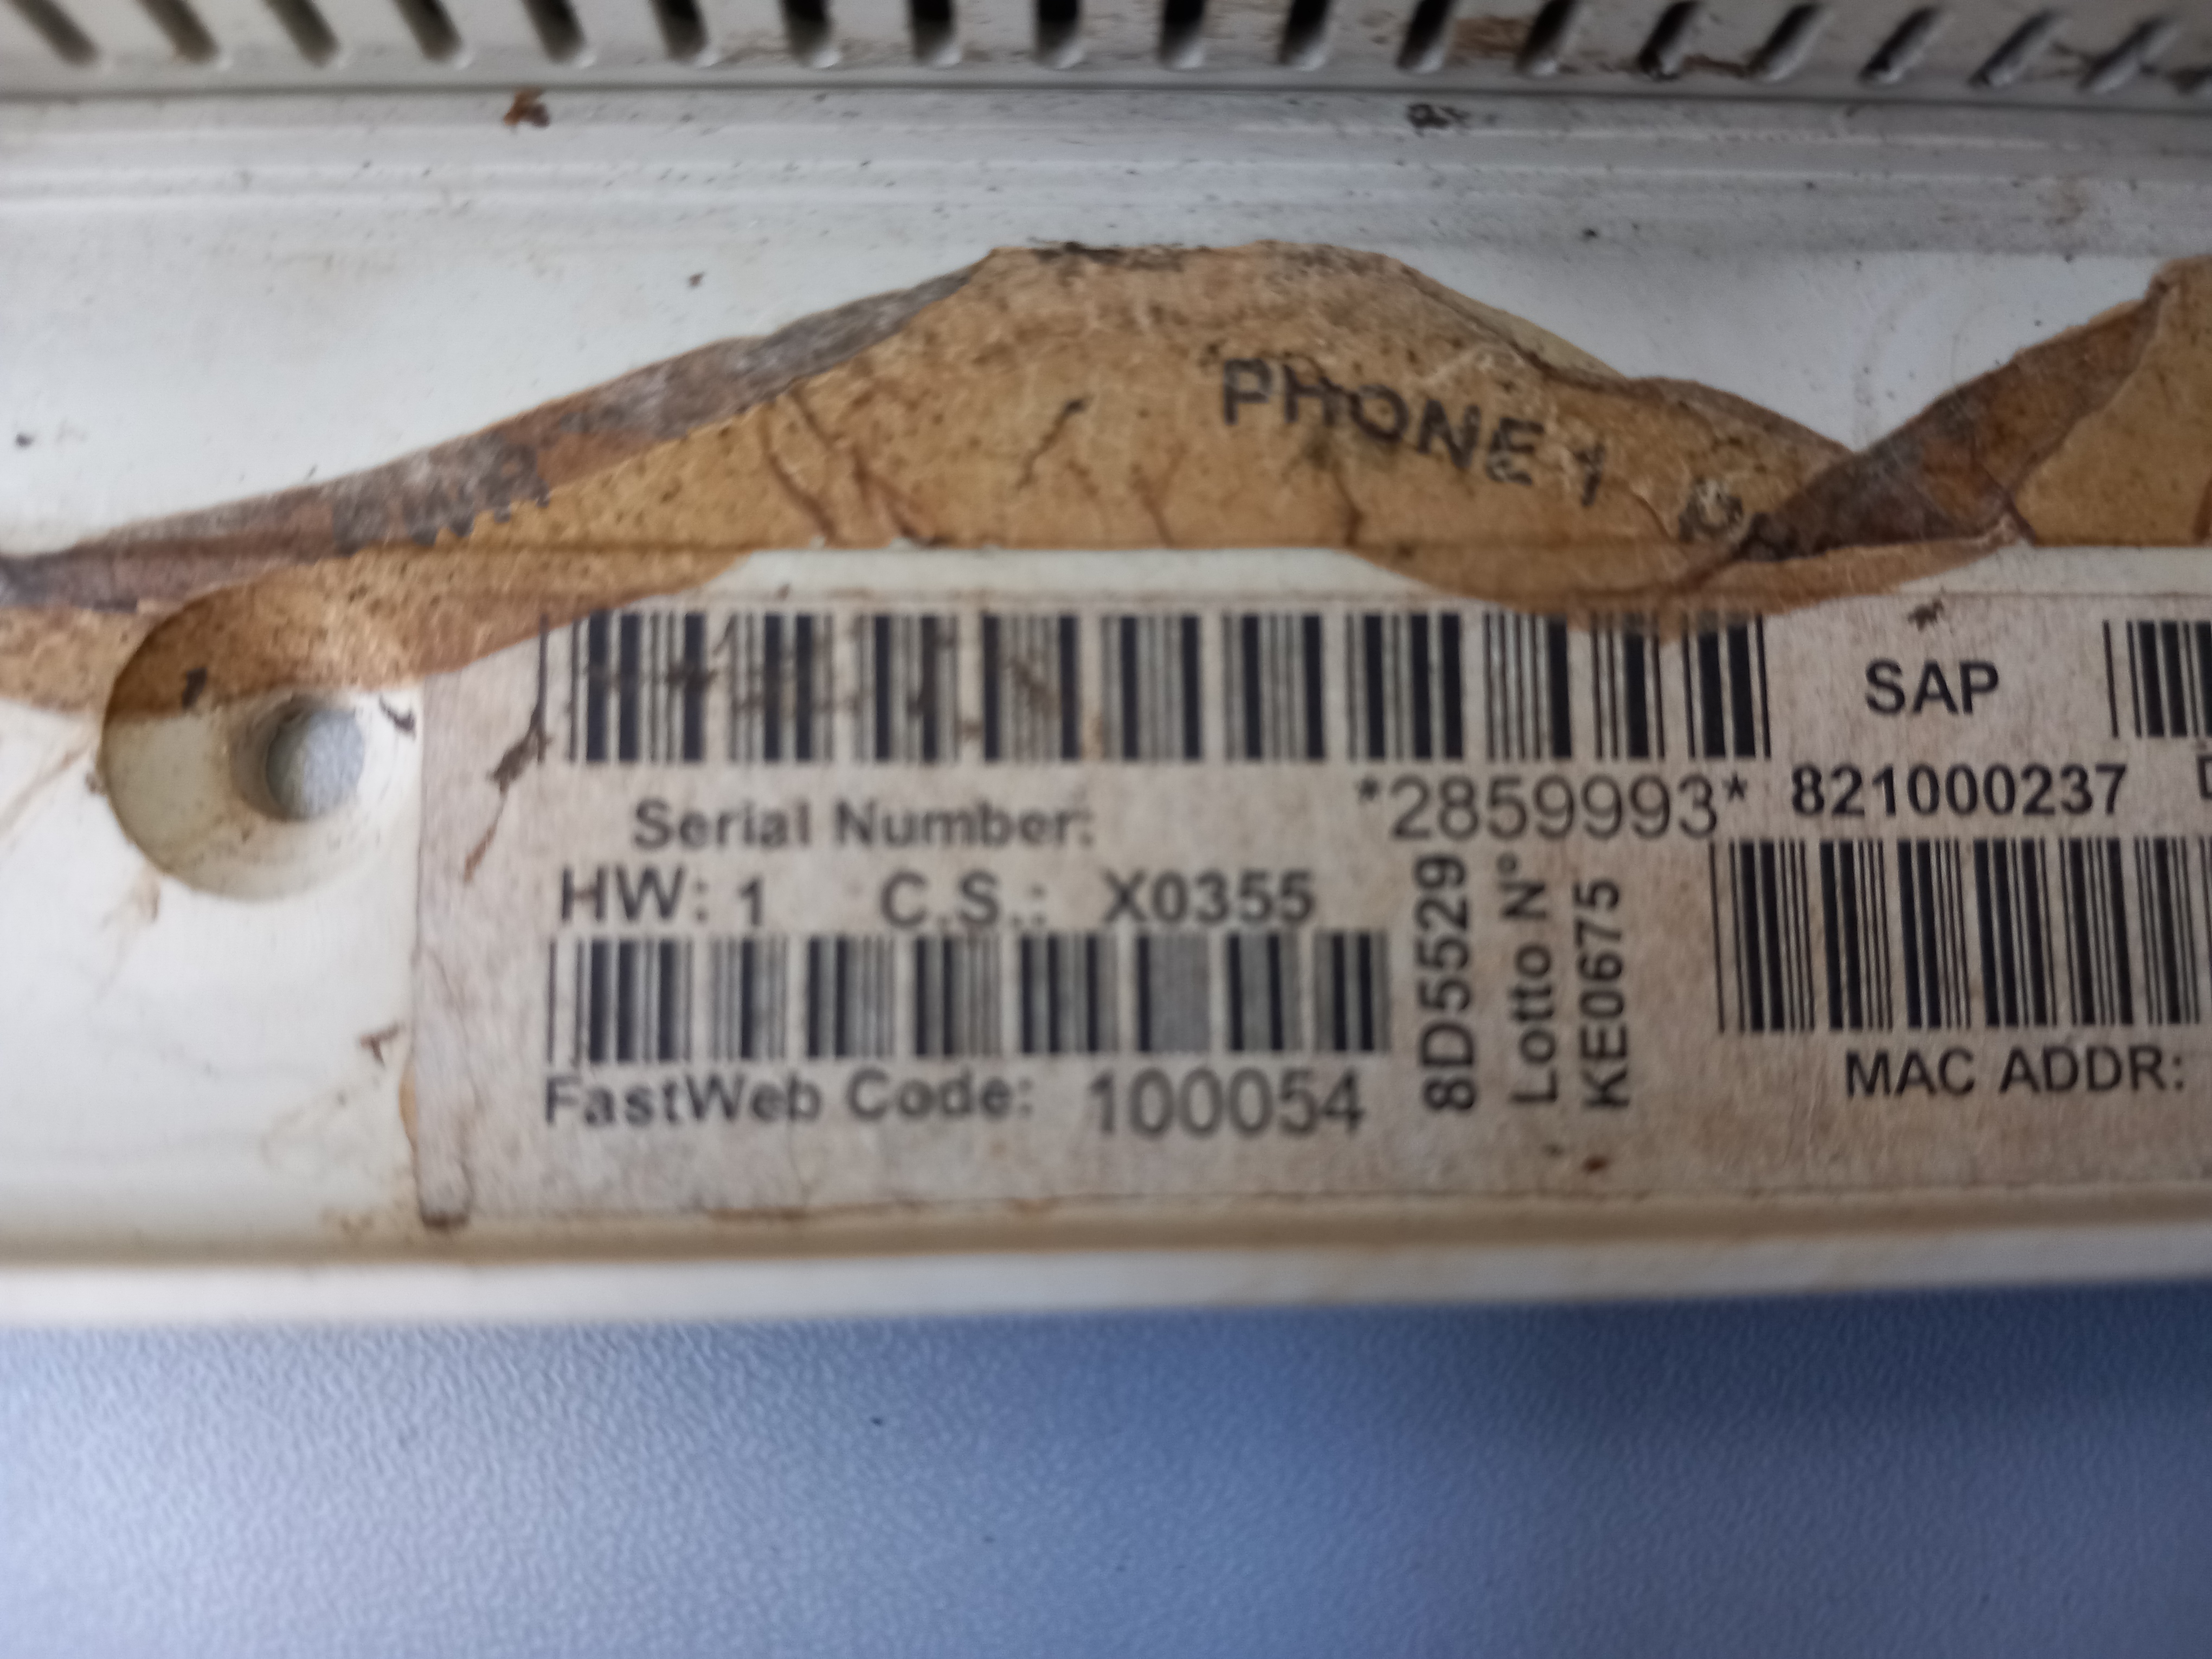 PHONE 1
SAP
Serial Number: *2859993*
821000237
HW: 1 C.S.: X0355
8D5529
Lotto N°
KE0675
MAC ADDR:
FastWeb Code: 100054